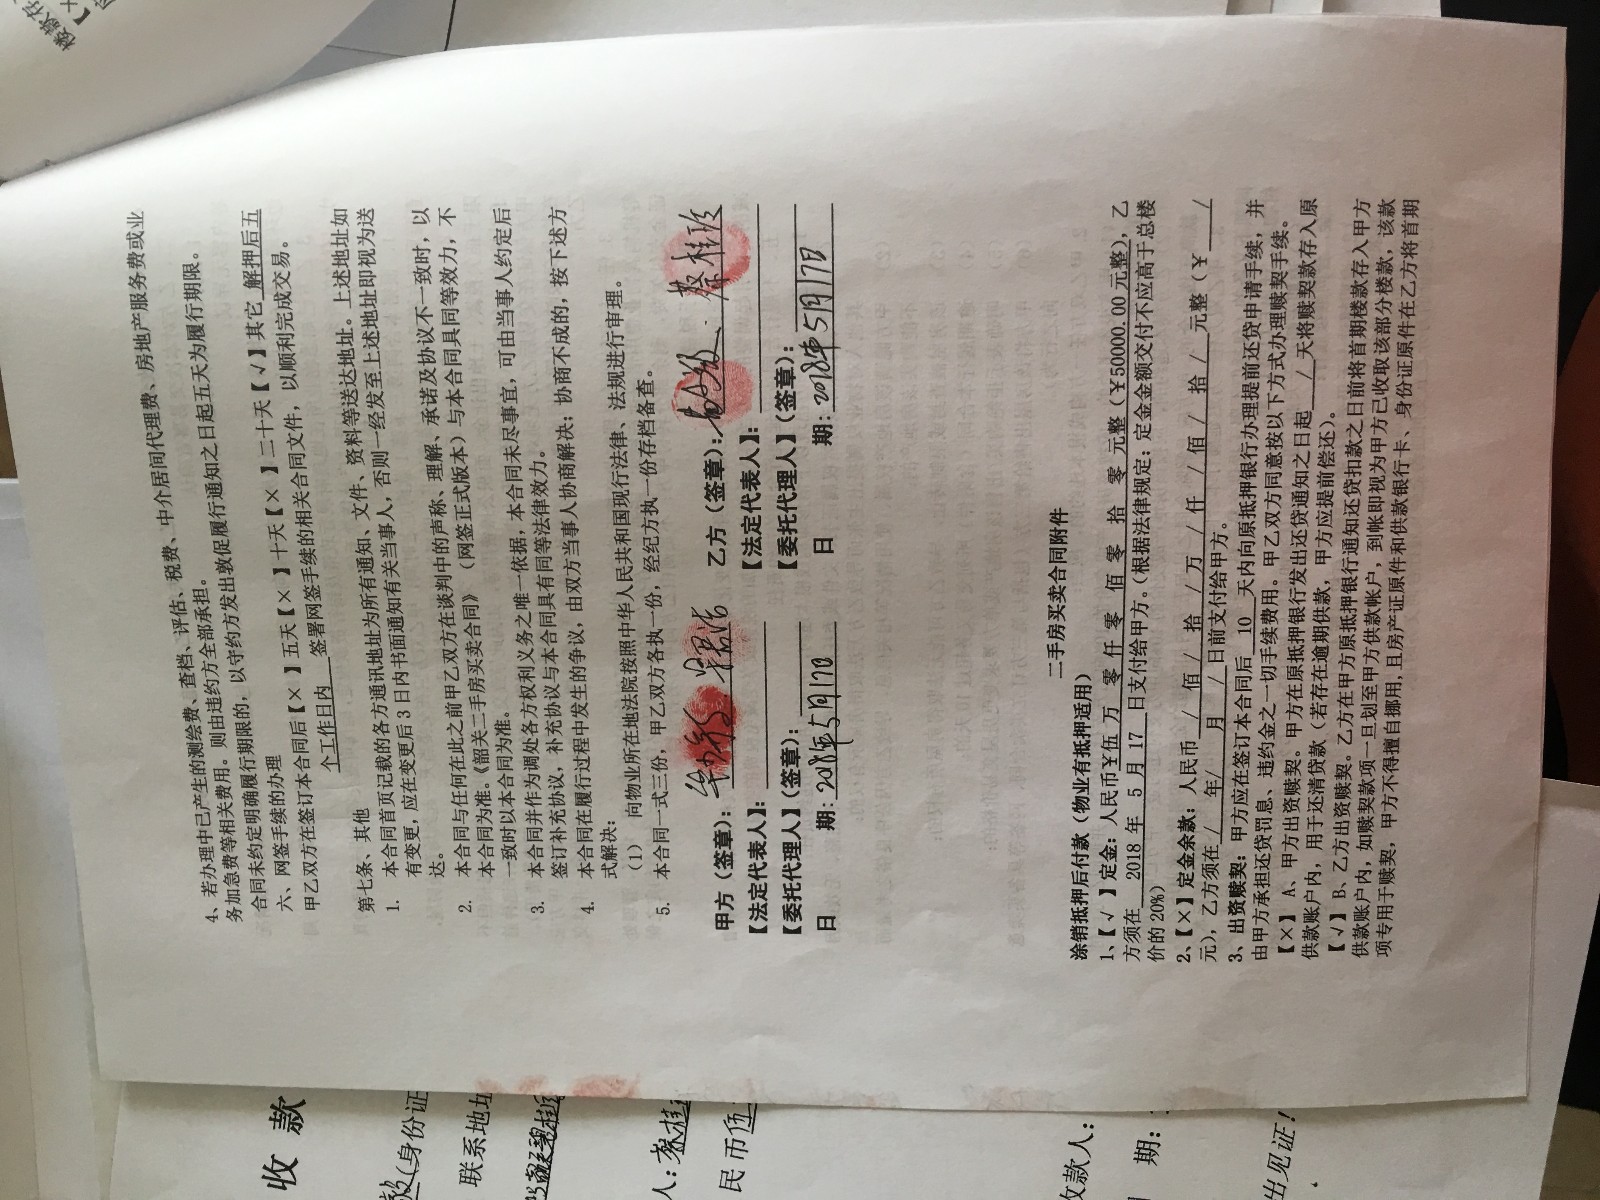 4、若办理中已产生的测绘费、查档、评估、税费、中介居间代理费、房地产服务费或业
务加急费等相关费用。则由违约方全部承担。
合同未约定明确履行期限的，以守约方发出敦促履行通知之日起五天为履行期限。
六、网签手续的办理
甲乙双方在签订本合同后【×】五天【×】十天【×】二十天【√】其它 解押后五
个工作日内 签署网签手续的相关合同文件，以顺利完成交易。
第七条、其他
1. 本合同首页记载的各方通讯地址为所有通知、文件、资料等送达地址。上述地址如
有变更，应在变更后3日内书面通知有关当事人，否则一经发至上述地址即视为送
达。
2. 本合同与任何在此之前甲乙双方在谈判中的声称、理解、承诺及协议不一致时，以
本合同为准。《韶关二手房买卖合同》（网签正式版本）与本合同具同等效力，不
一致时以本合同为准。
3. 本合同并作为调处各方权利义务之唯一依据，本合同未尽事宜，可由当事人约定后
签订补充协议，补充协议与本合同具有同等法律效力。
4. 本合同在履行过程中发生的争议，由双方当事人协商解决；协商不成的，按下述方
式解决：
（1） 向物业所在地法院按照中华人民共和国现行法律、法规进行审理。
5. 本合同一式三份，甲乙双方各执一份，经纪方执一份存档备查。
甲方（签章）： 乙方（签章）： 蔡桂珍
【法定代表人】： 【法定代表人】：
【委托代理人】（签章）： 【委托代理人】（签章）：
日 期：2018年5月17日 日 期：2018年5月17日
二手房买卖合同附件
涂销抵押后付款（物业有抵押适用）
1、【√】定金：人民币￥伍 万 零 仟 零 佰 零 拾 零 元整（￥50000.00 元整），乙
方须在 2018 年 5 月 17 日支付给甲方。（根据法律规定：定金金额交付不应高于总楼
价的 20%）
2、【×】定金余款：人民币 / 佰 / 拾 / 万 / 仟 / 佰 / 拾 / 元整（￥ /
元），乙方须在 / 年/ 月 / 日前支付给甲方。
3、出资赎契：甲方应在签订本合同后 10 天内向原抵押银行办理提前还贷申请手续，并
由甲方承担还贷罚息、违约金之一切手续费用。甲乙双方同意按以下方式办理赎契手续。
【×】A、甲方出资赎契。甲方在原抵押银行发出还贷通知之日起 / 天将赎契款存入原
供款账户内，用于还清贷款（若存在逾期供款，甲方应提前偿还）。
【√】B、乙方出资赎契。乙方在甲方原抵押银行通知还贷扣款之日前将首期楼款存入甲方
供款账户内，如赎契款项一旦划至甲方供款帐户，到帐即视为甲方已收取该部分楼款，该款
项专用于赎契，甲方不得擅自挪用，且房产证原件和供款银行卡、身份证原件在乙方将首期
收 款
（身份证
联系地址
人：蔡桂
民币伍
收款人：
期：
出见证！